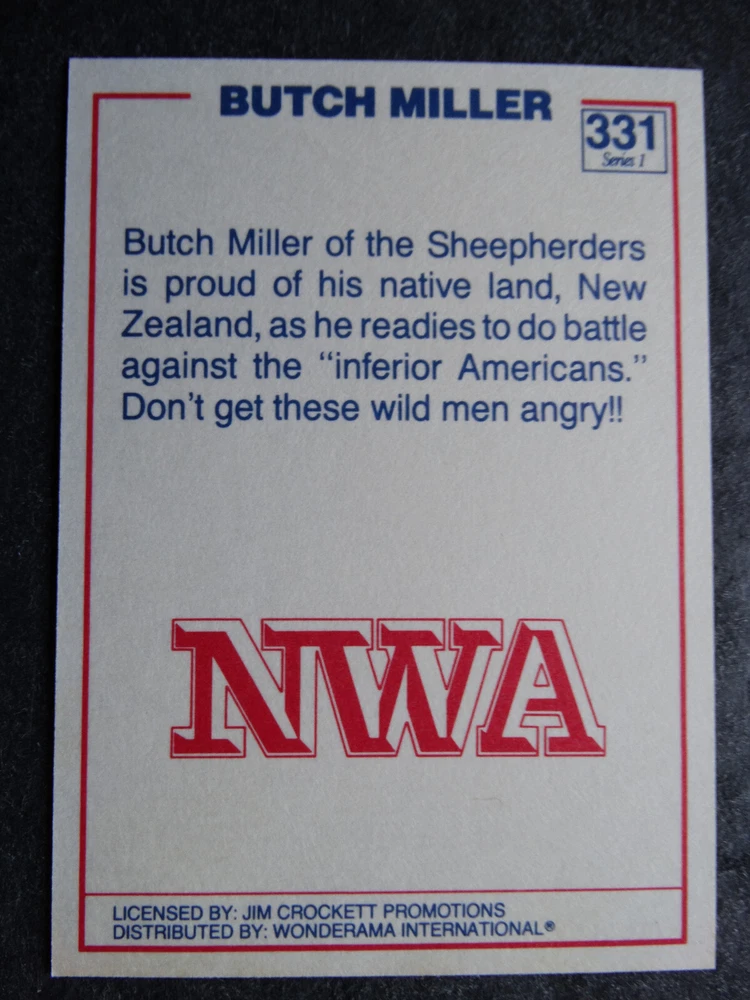 BUTCH MILLER
331
Series 1
Butch Miller of the Sheepherders
is proud of his native land, New
Zealand, as he readies to do battle
against the “inferior Americans.”
Don't get these wild men angry!!
NWA
LICENSED BY: JIM CROCKETT PROMOTIONS
DISTRIBUTED BY: WONDERAMA INTERNATIONAL®